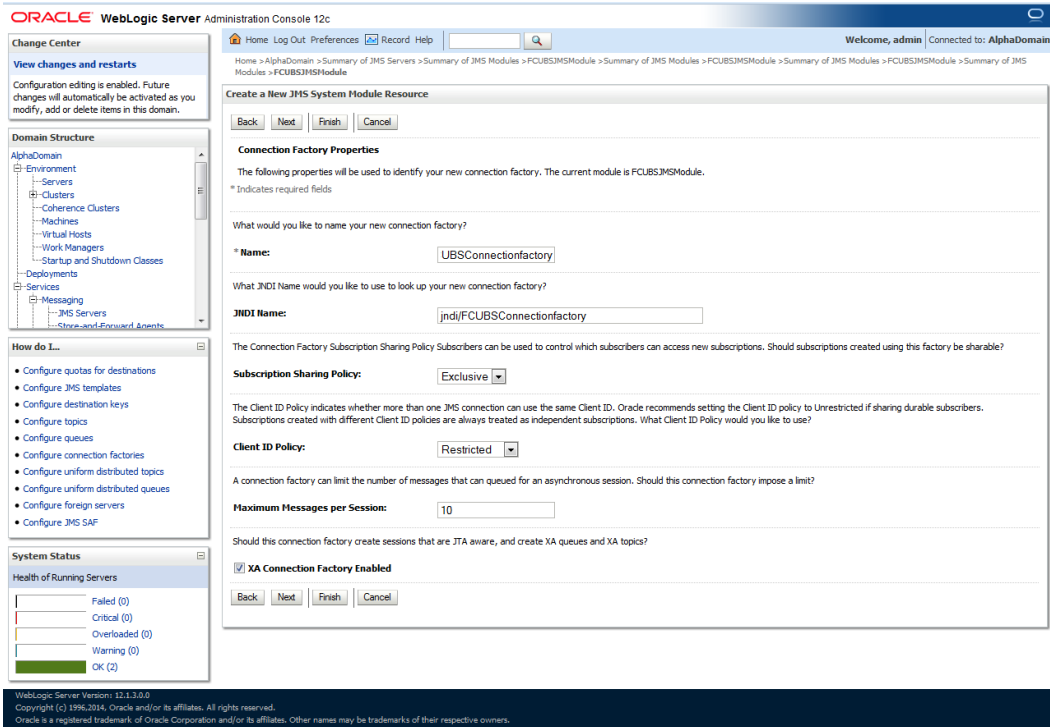 ORACLE® WebLogic Server Administration Console 12c
Change Center
View changes and restarts
Configuration editing is enabled. Future
changes will automatically be activated as you
modify, add or delete items in this domain.
Domain Structure
AlphaDomain
Environment
Servers
Clusters
Coherence Clusters
Machines
Virtual Hosts
Work Managers
Startup and Shutdown Classes
Deployments
Services
Messaging
JMS Servers
Store-and-Forward Agents
How do I...
• Configure quotas for destinations
• Configure JMS templates
• Configure destination keys
• Configure topics
• Configure queues
• Configure connection factories
• Configure uniform distributed topics
• Configure uniform distributed queues
• Configure foreign servers
• Configure JMS SAF
System Status
Health of Running Servers
Failed (0)
Critical (0)
Overloaded (0)
Warning (0)
OK (2)
Home Log Out Preferences Record Help
Welcome, admin Connected to: AlphaDomain
Home >AlphaDomain >Summary of JMS Servers >Summary of JMS Modules >FCUBSJMSModule >Summary of JMS Modules >FCUBSJMSModule >Summary of JMS Modules >FCUBSJMSModule >Summary of JMS
Modules >FCUBSJMSModule
Create a New JMS System Module Resource
Back Next Finish Cancel
Connection Factory Properties
The following properties will be used to identify your new connection factory. The current module is FCUBSJMSModule.
* Indicates required fields
What would you like to name your new connection factory?
* Name: UBSConnectionfactory
What JNDI Name would you like to use to look up your new connection factory?
JNDI Name: jndi/FCUBSConnectionfactory
The Connection Factory Subscription Sharing Policy Subscribers can be used to control which subscribers can access new subscriptions. Should subscriptions created using this factory be sharable?
Subscription Sharing Policy: Exclusive
The Client ID Policy indicates whether more than one JMS connection can use the same Client ID. Oracle recommends setting the Client ID policy to Unrestricted if sharing durable subscribers.
Subscriptions created with different Client ID policies are always treated as independent subscriptions. What Client ID Policy would you like to use?
Client ID Policy: Restricted
A connection factory can limit the number of messages that can queued for an asynchronous session. Should this connection factory impose a limit?
Maximum Messages per Session: 10
Should this connection factory create sessions that are JTA aware, and create XA queues and XA topics?
XA Connection Factory Enabled
Back Next Finish Cancel
WebLogic Server Version: 12.1.3.0.0
Copyright (c) 1996,2014, Oracle and/or its affiliates. All rights reserved.
Oracle is a registered trademark of Oracle Corporation and/or its affiliates. Other names may be trademarks of their respective owners.